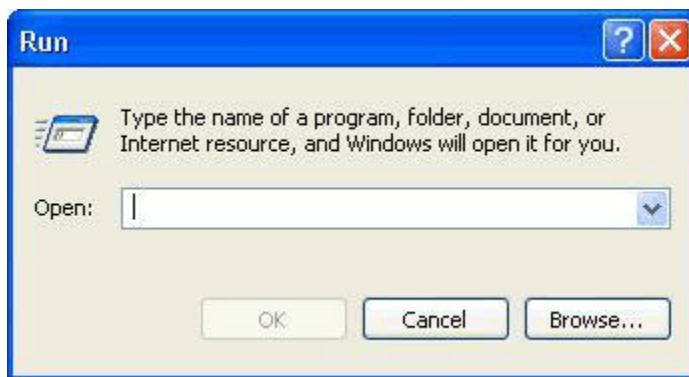 Run
Type the name of a program, folder, document, or
Internet resource, and Windows will open it for you.
Open:
OK
Cancel
Browse...